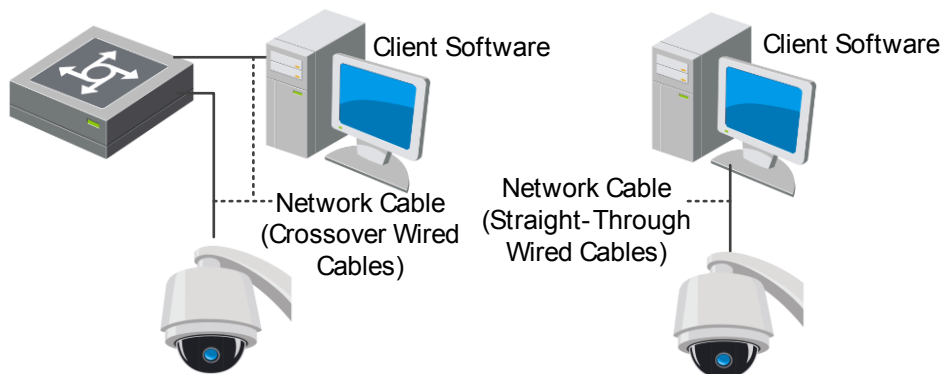 Client Software
Network Cable
(Crossover Wired
Cables)
Client Software
Network Cable
(Straight-Through
Wired Cables)